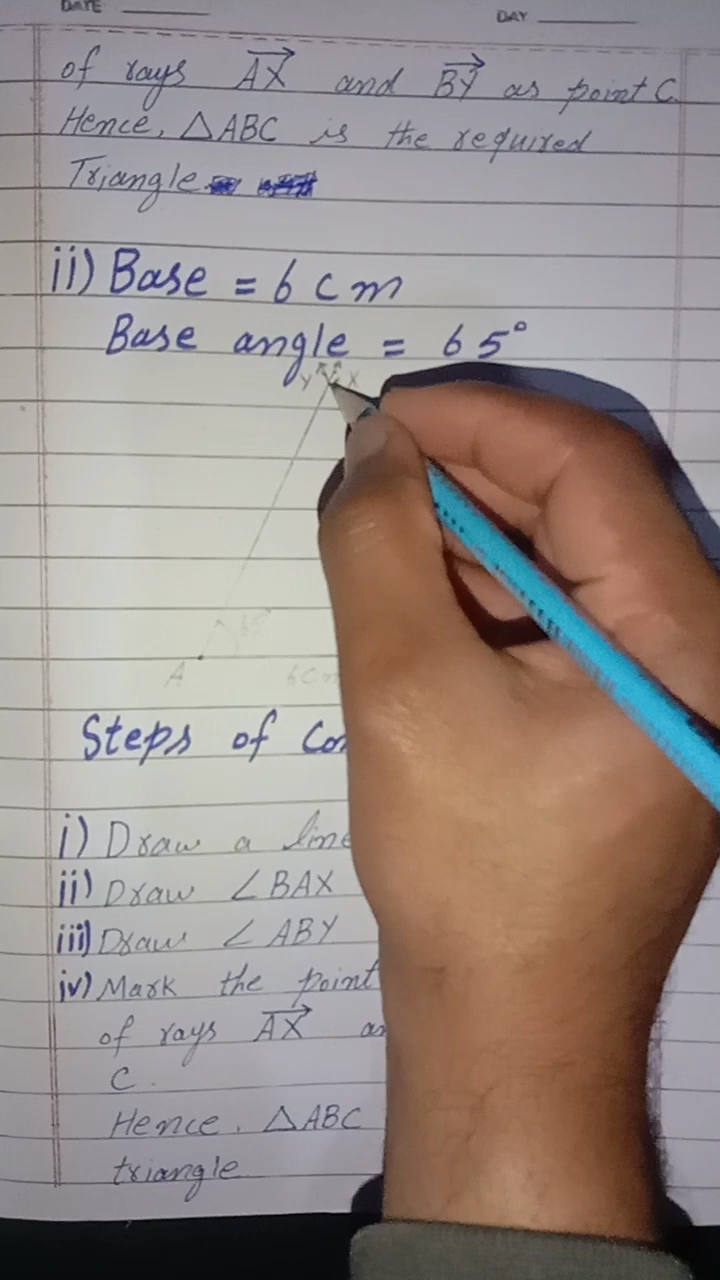 DATE
DAY
of rays AX and BY as point C.
Hence, △ABC is the required
Triangle
ii) Base = 6 cm
Base angle = 65°
Y X
A 6cm
Steps of Con
i) Draw a line
ii) Draw ∠BAX
iii) Draw ∠ABY
iv) Mark the point
of rays AX
C.
Hence, △ABC
triangle